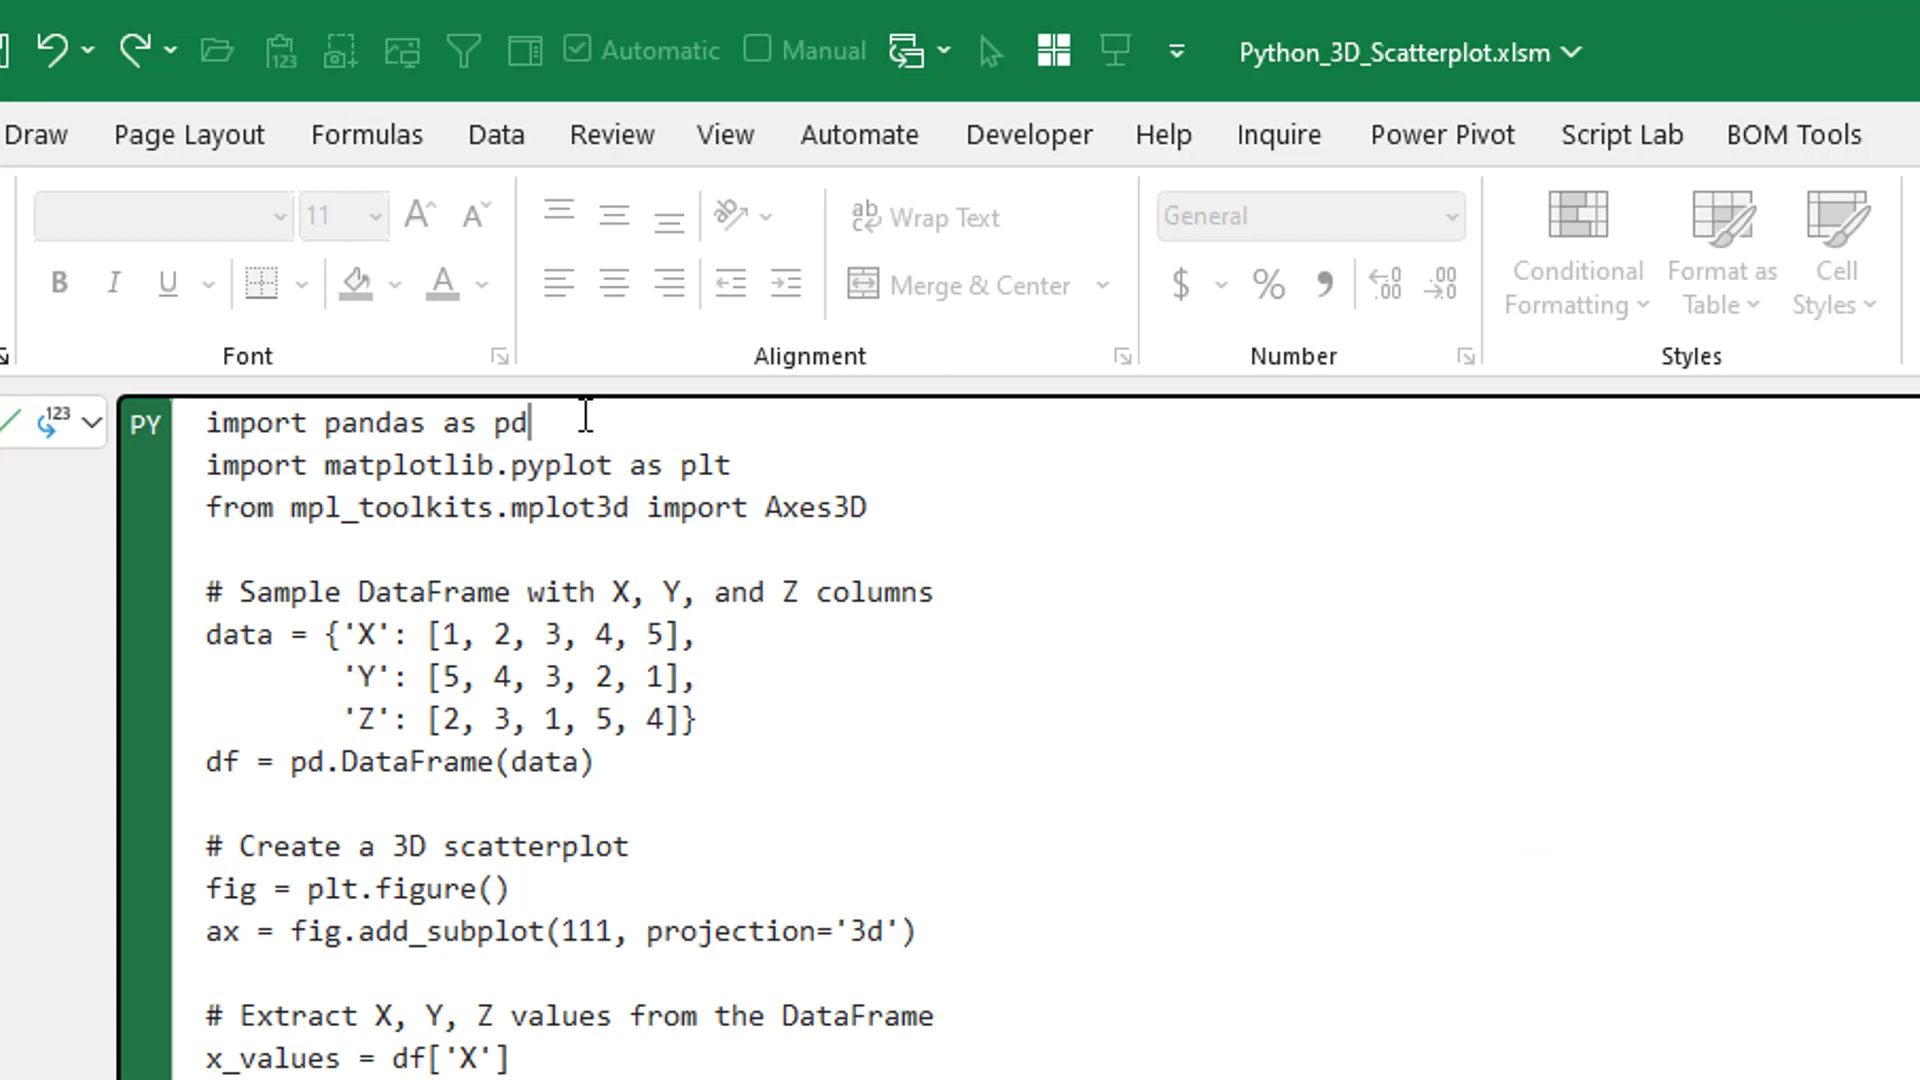 Automatic
Manual
Python_3D_Scatterplot.xlsm
Draw
Page Layout
Formulas
Data
Review
View
Automate
Developer
Help
Inquire
Power Pivot
Script Lab
BOM Tools
11
Wrap Text
General
Conditional
Formatting
Format as
Table
Cell
Styles
B
I
U
A
Merge & Center
$
%
Font
Alignment
Number
Styles
123
PY
import pandas as pd
import matplotlib.pyplot as plt
from mpl_toolkits.mplot3d import Axes3D
# Sample DataFrame with X, Y, and Z columns
data = {'X': [1, 2, 3, 4, 5],
'Y': [5, 4, 3, 2, 1],
'Z': [2, 3, 1, 5, 4]}
df = pd.DataFrame(data)
# Create a 3D scatterplot
fig = plt.figure()
ax = fig.add_subplot(111, projection='3d')
# Extract X, Y, Z values from the DataFrame
x_values = df['X']